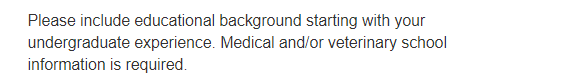 Please include educational background starting with your
undergraduate experience. Medical and/or veterinary school
information is required.